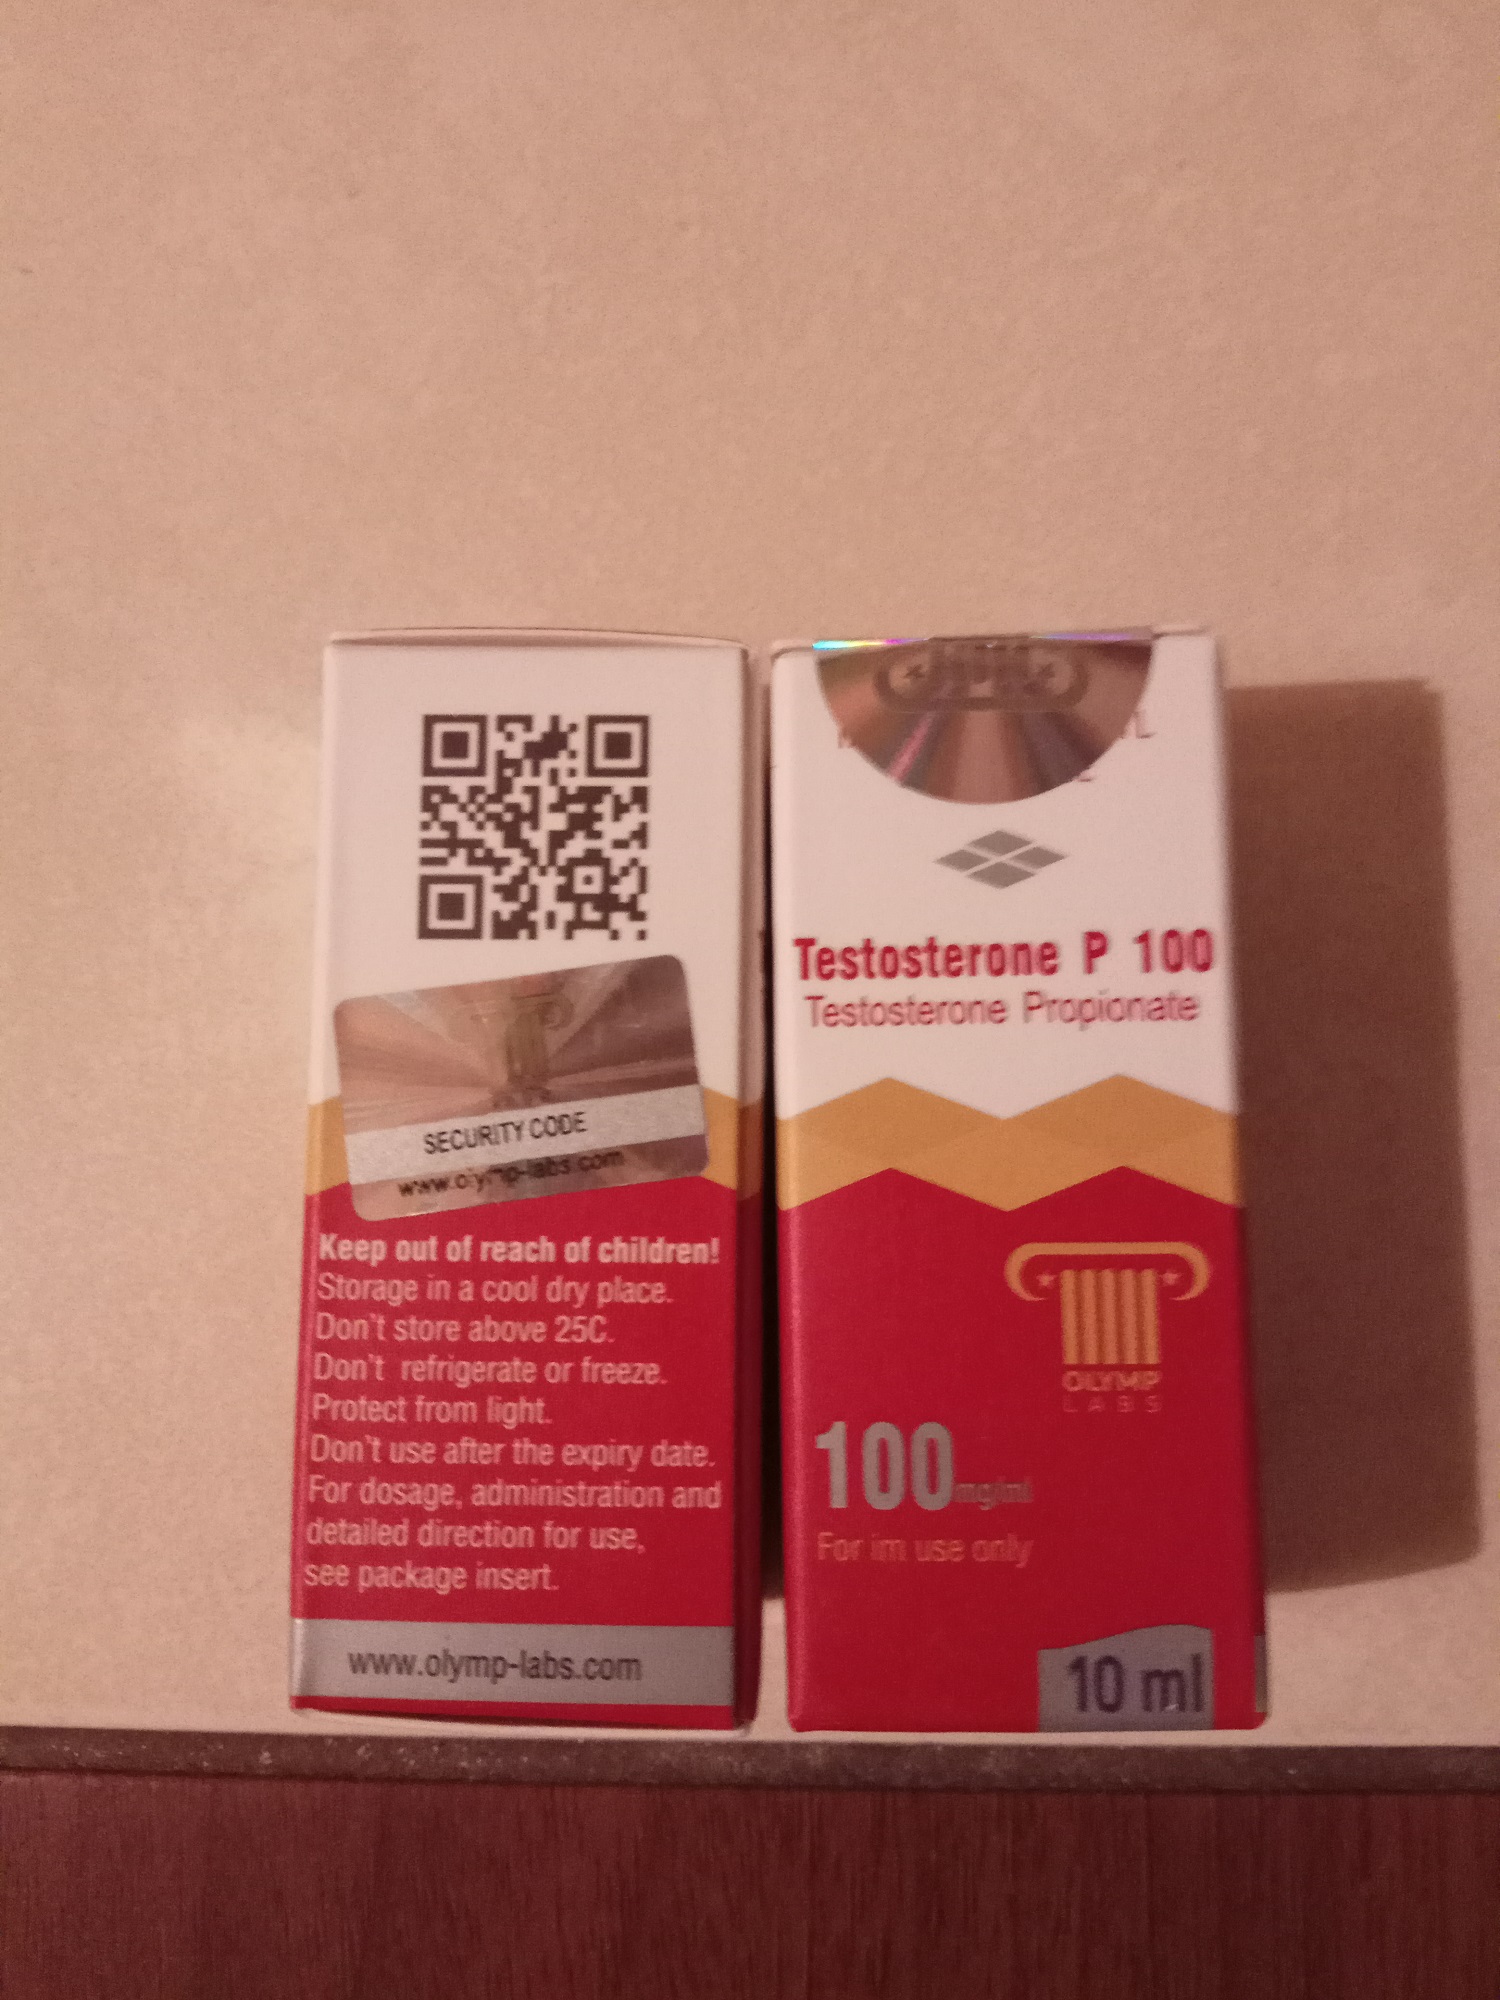 SECURITY CODE
www.olymp-labs.com
Keep out of reach of children!
Storage in a cool dry place.
Don't store above 25C.
Don't refrigerate or freeze.
Protect from light.
Don't use after the expiry date.
For dosage, administration and
detailed direction for use,
see package insert.
www.olymp-labs.com
Testosterone P 100
Testosterone Propionate
OLYMP
LABS
100mg/ml
For im use only
10 ml